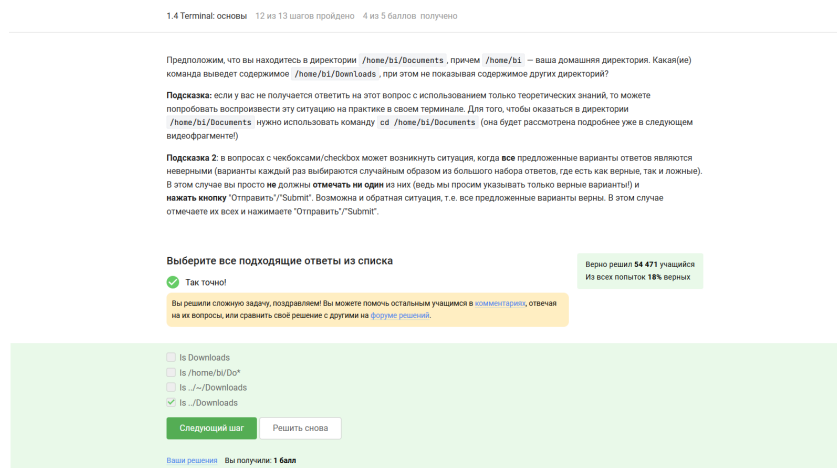 1.4 Terminal: основы 12 из 13 шагов пройдено 4 из 5 баллов получено
Предположим, что вы находитесь в директории /home/bi/Documents , причем /home/bi — ваша домашняя директория. Какая(ие)
команда выведет содержимое /home/bi/Downloads , при этом не показывая содержимое других директорий?
Подсказка: если у вас не получается ответить на этот вопрос с использованием только теоретических знаний, то можете
попробовать воспроизвести эту ситуацию на практике в своем терминале. Для того, чтобы оказаться в директории
/home/bi/Documents нужно использовать команду cd /home/bi/Documents (она будет рассмотрена подробнее уже в следующем
видеофрагменте!)
Подсказка 2: в вопросах с чекбоксами/checkbox может возникнуть ситуация, когда все предложенные варианты ответов являются
неверными (варианты каждый раз выбираются случайным образом из большого набора ответов, где есть как верные, так и ложные).
В этом случае вы просто не должны отмечать ни один из них (ведь мы просим указывать только верные варианты!) и
нажать кнопку "Отправить"/"Submit". Возможна и обратная ситуация, т.е. все предложенные варианты верны. В этом случае
отмечаете их всех и нажимаете "Отправить"/"Submit".
Выберите все подходящие ответы из списка
Верно решил 54 471 учащийся
Из всех попыток 18% верных
Так точно!
Вы решили сложную задачу, поздравляем! Вы можете помочь остальным учащимся в комментариях, отвечая
на их вопросы, или сравнить своё решение с другими на форуме решений.
ls Downloads
ls /home/bi/Do*
ls ../~/Downloads
ls ../Downloads
Следующий шаг Решить снова
Ваши решения Вы получили: 1 балл